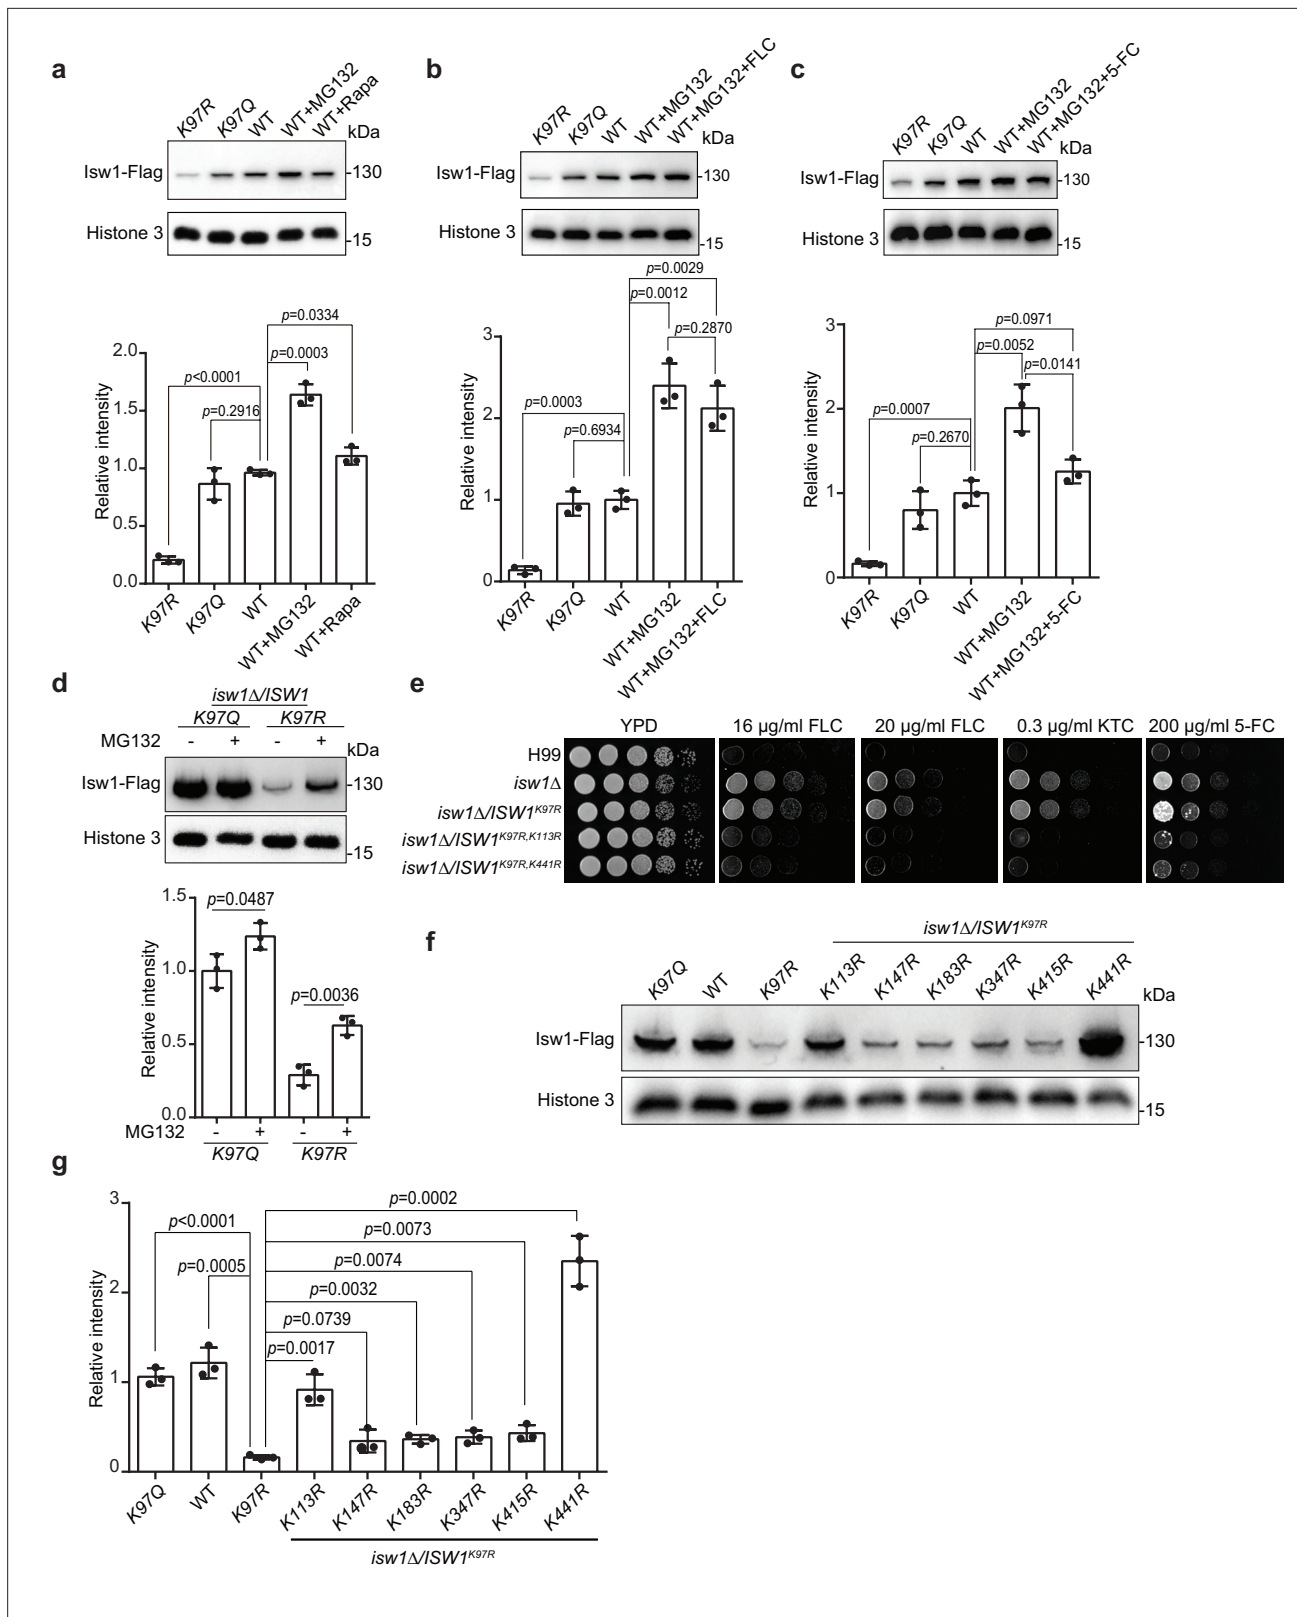 a
K97R K97Q WT WT+MG132 WT+Rapa kDa
Isw1-Flag -130
Histone 3 -15
p=0.0334
p=0.0003
p<0.0001
p=0.2916
Relative intensity
2.0
1.5
1.0
0.5
0.0
K97R K97Q WT WT+MG132 WT+Rapa
b
K97R K97Q WT WT+MG132 WT+MG132+FLC kDa
Isw1-Flag -130
Histone 3 -15
p=0.0029
p=0.0012
p=0.2870
p=0.0003
p=0.6934
Relative intensity
3
2
1
0
K97R K97Q WT WT+MG132 WT+MG132+FLC
c
K97R K97Q WT WT+MG132 WT+MG132+5-FC kDa
Isw1-Flag -130
Histone 3 -15
p=0.0971
p=0.0052
p=0.0141
p=0.0007
p=0.2670
Relative intensity
3
2
1
0
K97R K97Q WT WT+MG132 WT+MG132+5-FC
d
isw1Δ/ISW1
K97Q K97R
MG132 - + - + kDa
Isw1-Flag -130
Histone 3 -15
p=0.0487
p=0.0036
Relative intensity
1.5
1.0
0.5
0.0
MG132 - + - +
K97Q K97R
e
YPD 16 µg/ml FLC 20 µg/ml FLC 0.3 µg/ml KTC 200 µg/ml 5-FC
H99
isw1Δ
isw1Δ/ISW1K97R
isw1Δ/ISW1K97R,K113R
isw1Δ/ISW1K97R,K441R
f
isw1Δ/ISW1K97R
K97Q WT K97R K113R K147R K183R K347R K415R K441R kDa
Isw1-Flag -130
Histone 3 -15
g
p=0.0002
p<0.0001
p=0.0073
p=0.0005
p=0.0074
p=0.0032
p=0.0739
p=0.0017
Relative intensity
3
2
1
0
K97Q WT K97R K113R K147R K183R K347R K415R K441R
isw1Δ/ISW1K97R